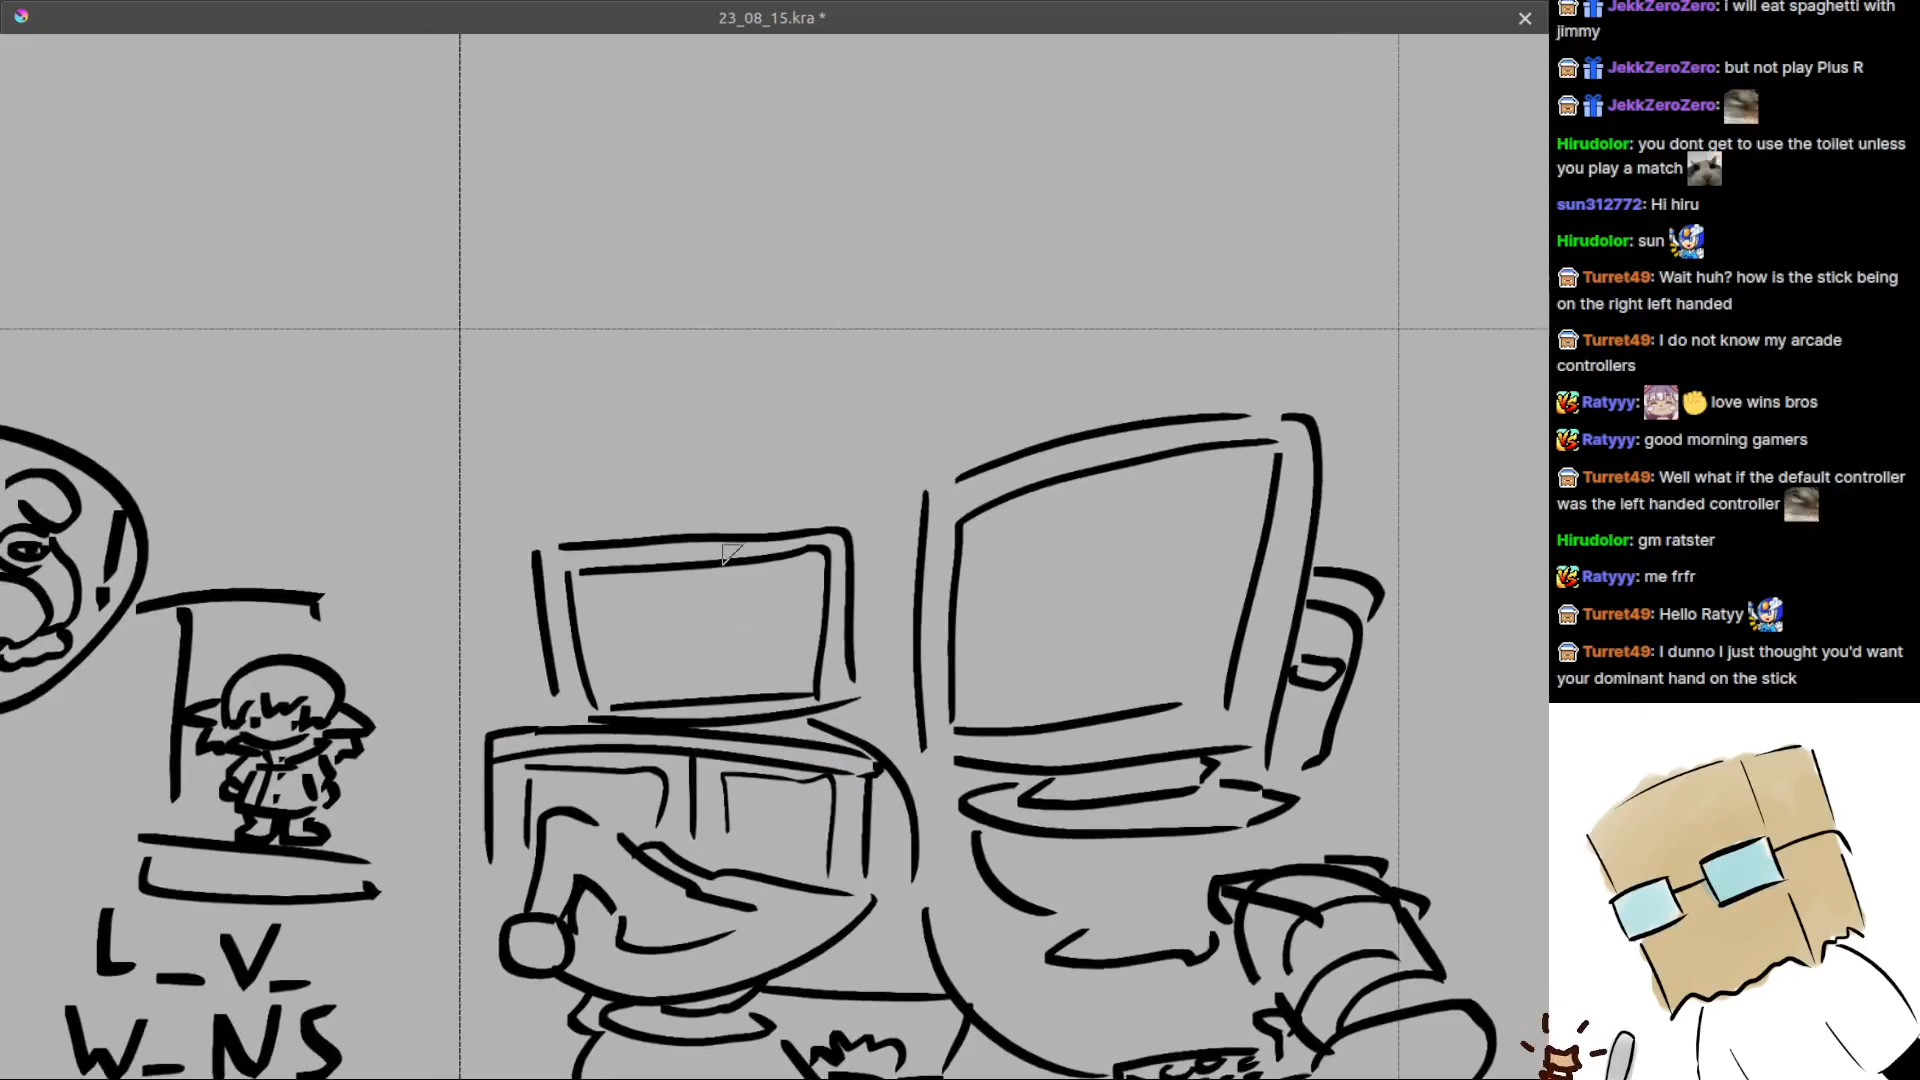 23_08_15.kra *
JekkZeroZero: i will eat spaghetti with
jimmy
JekkZeroZero: but not play Plus R
JekkZeroZero:
Hirudolor: you dont get to use the toilet unless
you play a match
sun312772: Hi hiru
Hirudolor: sun
Turret49: Wait huh? how is the stick being
on the right left handed
Turret49: I do not know my arcade
controllers
Ratyyy: love wins bros
Ratyyy: good morning gamers
Turret49: Well what if the default controller
was the left handed controller
Hirudolor: gm ratster
Ratyyy: me frfr
Turret49: Hello Ratyy
Turret49: I dunno I just thought you'd want
your dominant hand on the stick
L_V_
W_NS